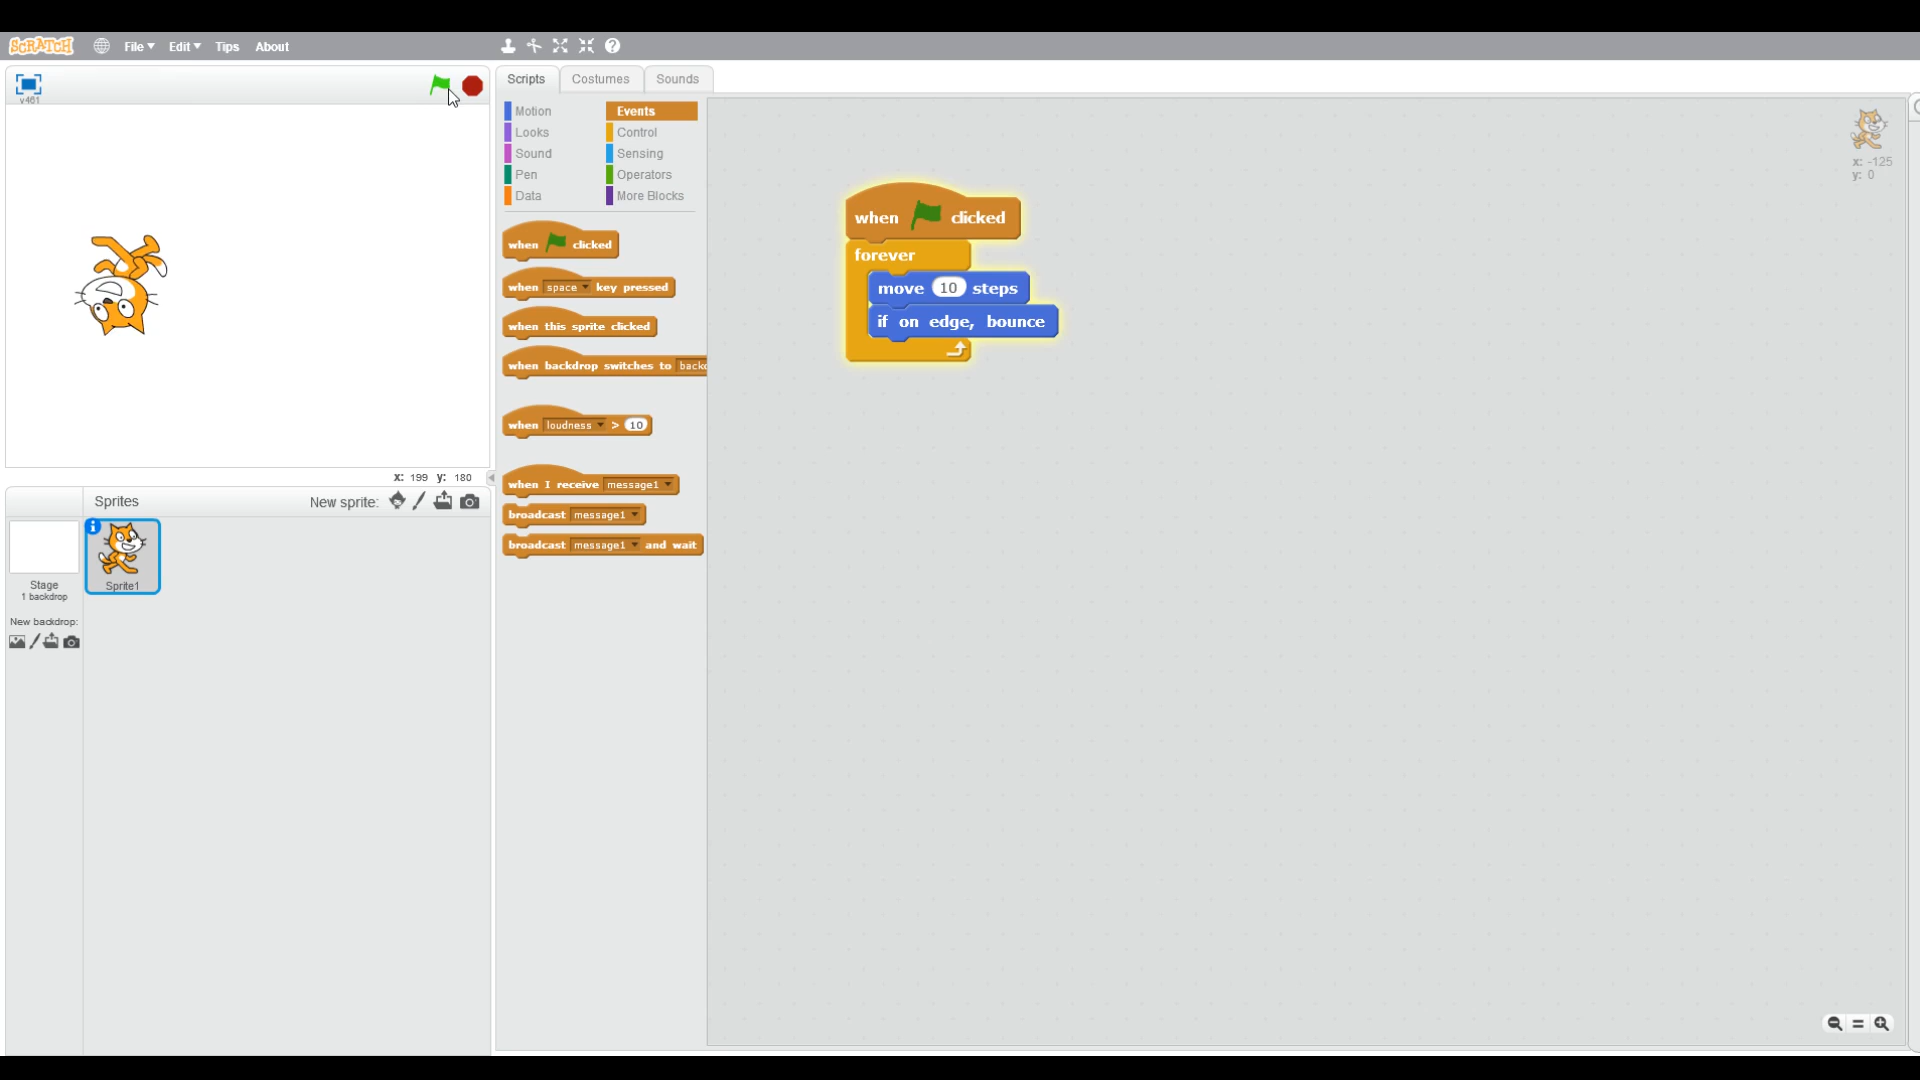 SCRATCH File Edit Tips About
v461
Scripts Costumes Sounds
Motion Events
Looks Control
Sound Sensing
Pen Operators
Data More Blocks
when clicked
when space key pressed
when this sprite clicked
when backdrop switches to
when loudness > 10
when I receive message1
broadcast message1
broadcast message1 and wait
when clicked
forever
move 10 steps
if on edge, bounce
x: -125
y: 0
x: 199 y: 180
Sprites New sprite:
Sprite1
Stage
1 backdrop
New backdrop: